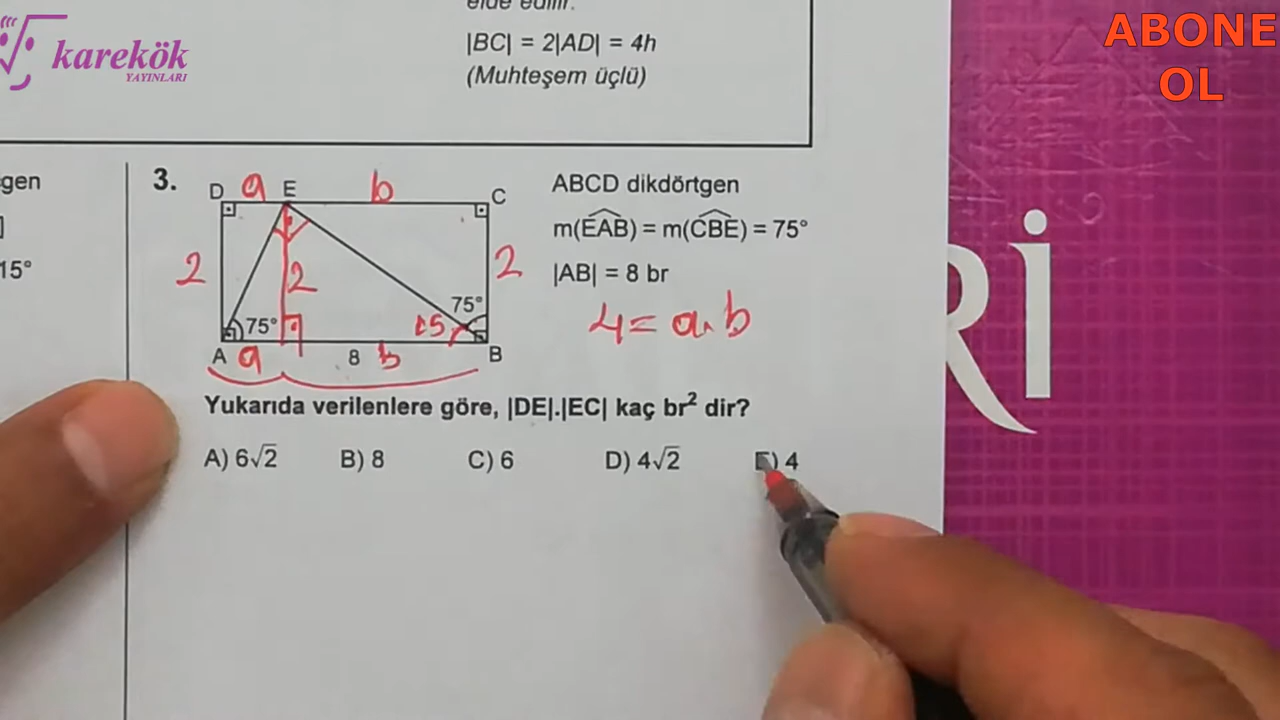 karekök
YAYINLARI
ABONE
OL
elde edilir.
|BC| = 2|AD| = 4h
(Muhteşem üçlü)
gen
15°
3.
D a E b C
2 2 2
75° 75° 15
A a 8 b B
ABCD dikdörtgen
m(EAB) = m(CBE) = 75°
|AB| = 8 br
4 = a.b
Yukarıda verilenlere göre, |DE|.|EC| kaç br² dir?
A) 6√2 B) 8 C) 6 D) 4√2 E) 4
Rİ